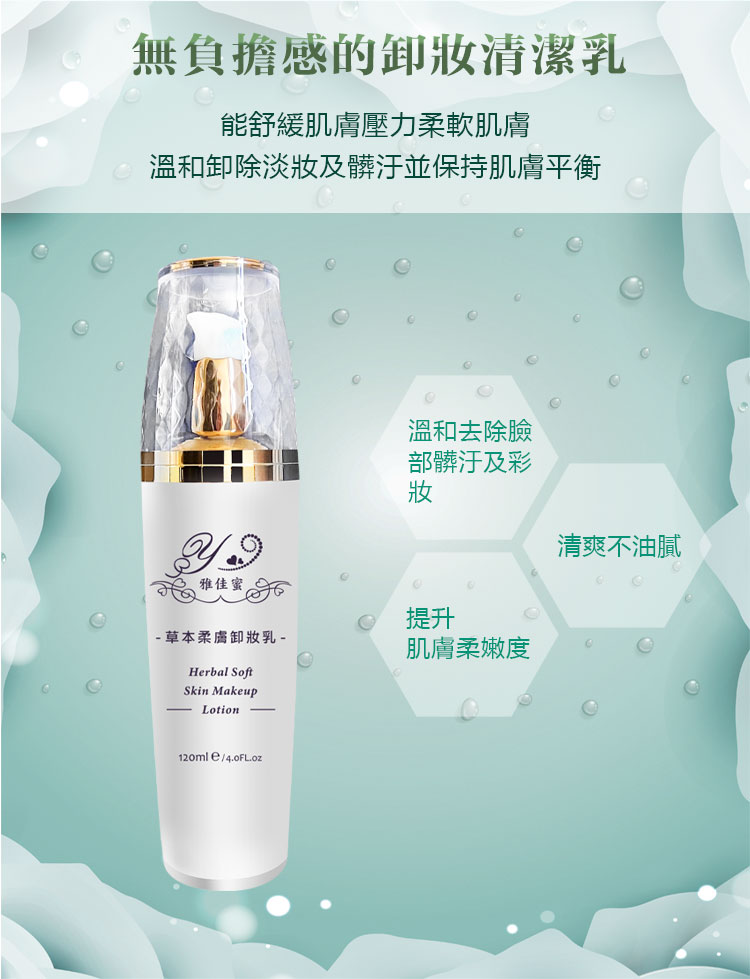 無負擔感的卸妝清潔乳
能舒緩肌膚壓力柔軟肌膚
溫和卸除淡妝及髒汙並保持肌膚平衡
溫和去除臉
部髒汙及彩
妝
清爽不油膩
提升
肌膚柔嫩度
Y
雅佳蜜
- 草本柔膚卸妝乳 -
Herbal Soft
Skin Makeup
Lotion
120ml ℮/4.0FL.oz